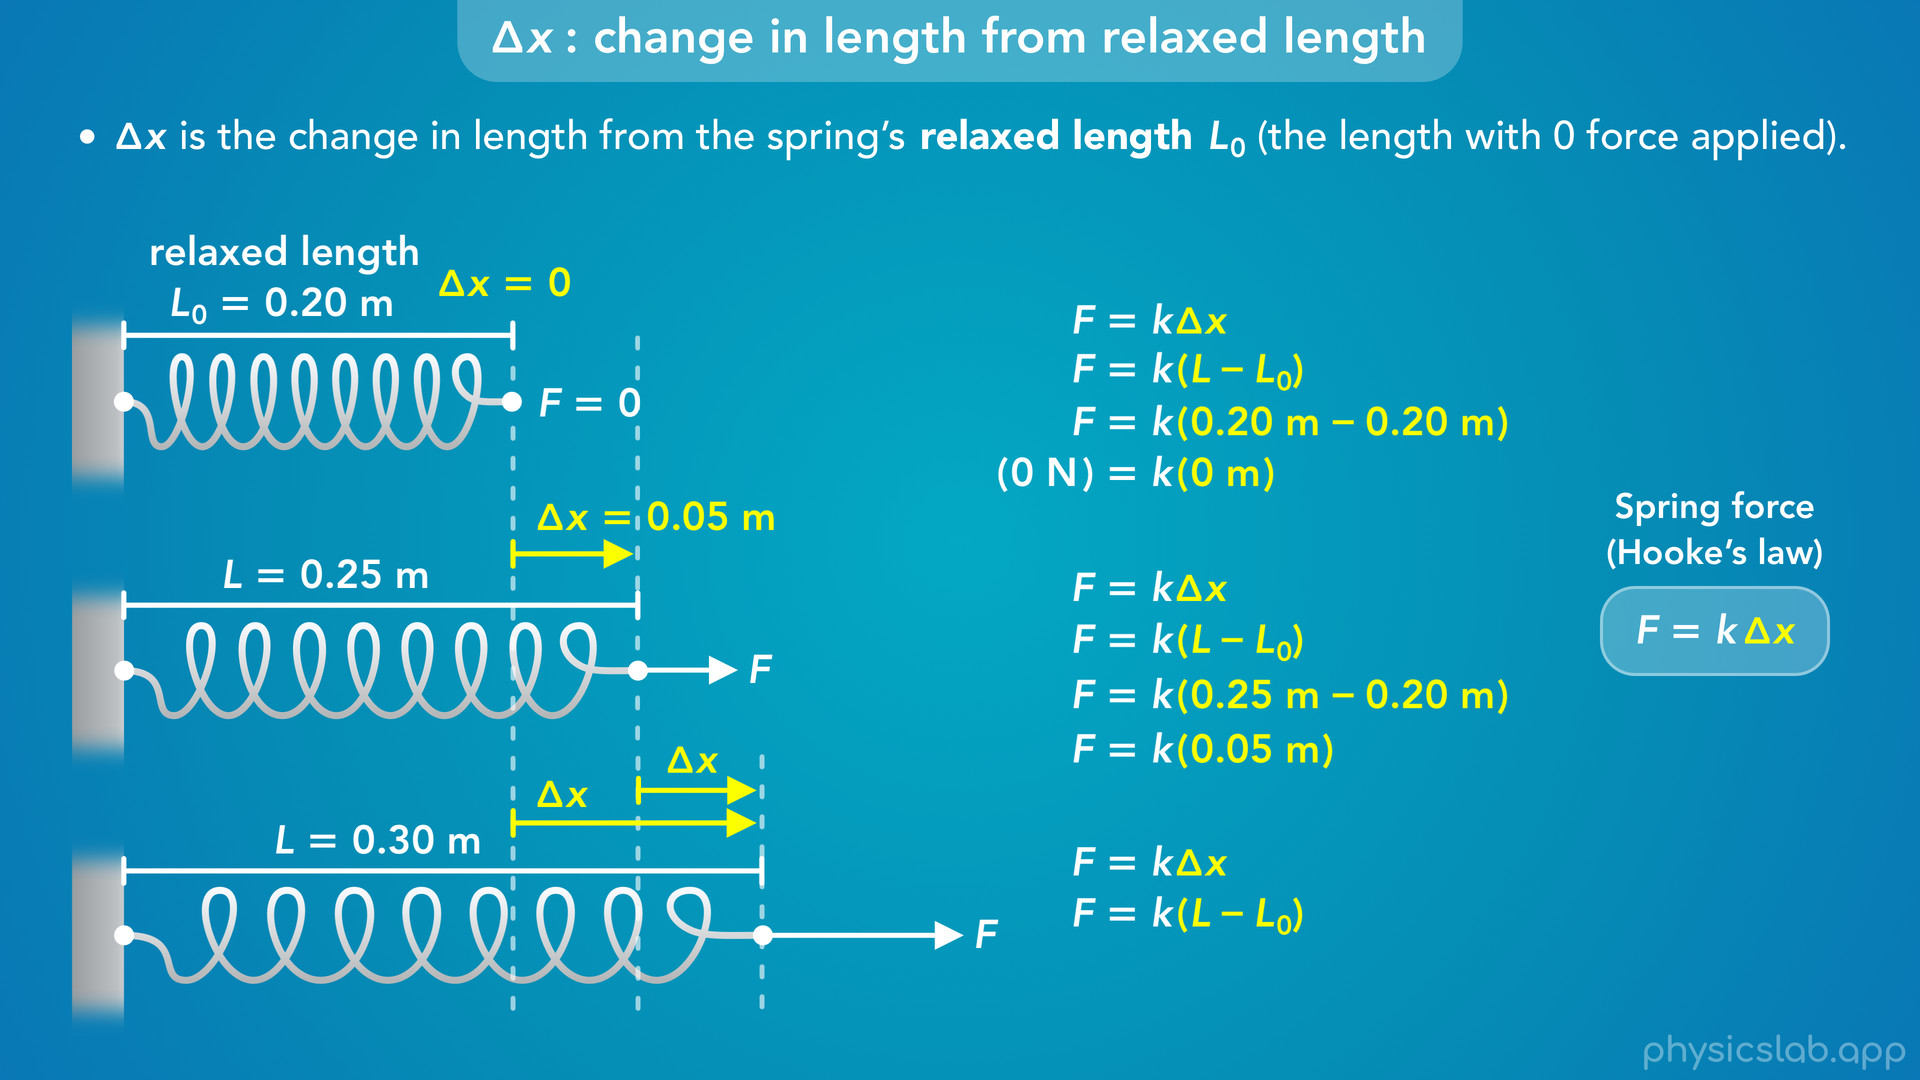 Δx : change in length from relaxed length
• Δx is the change in length from the spring’s relaxed length L₀ (the length with 0 force applied).
relaxed length
L₀ = 0.20 m
Δx = 0
F = 0
F = kΔx
F = k(L – L₀)
F = k(0.20 m – 0.20 m)
(0 N) = k(0 m)
Δx = 0.05 m
L = 0.25 m
F
F = kΔx
F = k(L – L₀)
F = k(0.25 m – 0.20 m)
F = k(0.05 m)
Spring force
(Hooke’s law)
F = kΔx
Δx
Δx
L = 0.30 m
F
F = kΔx
F = k(L – L₀)
physicslab.app